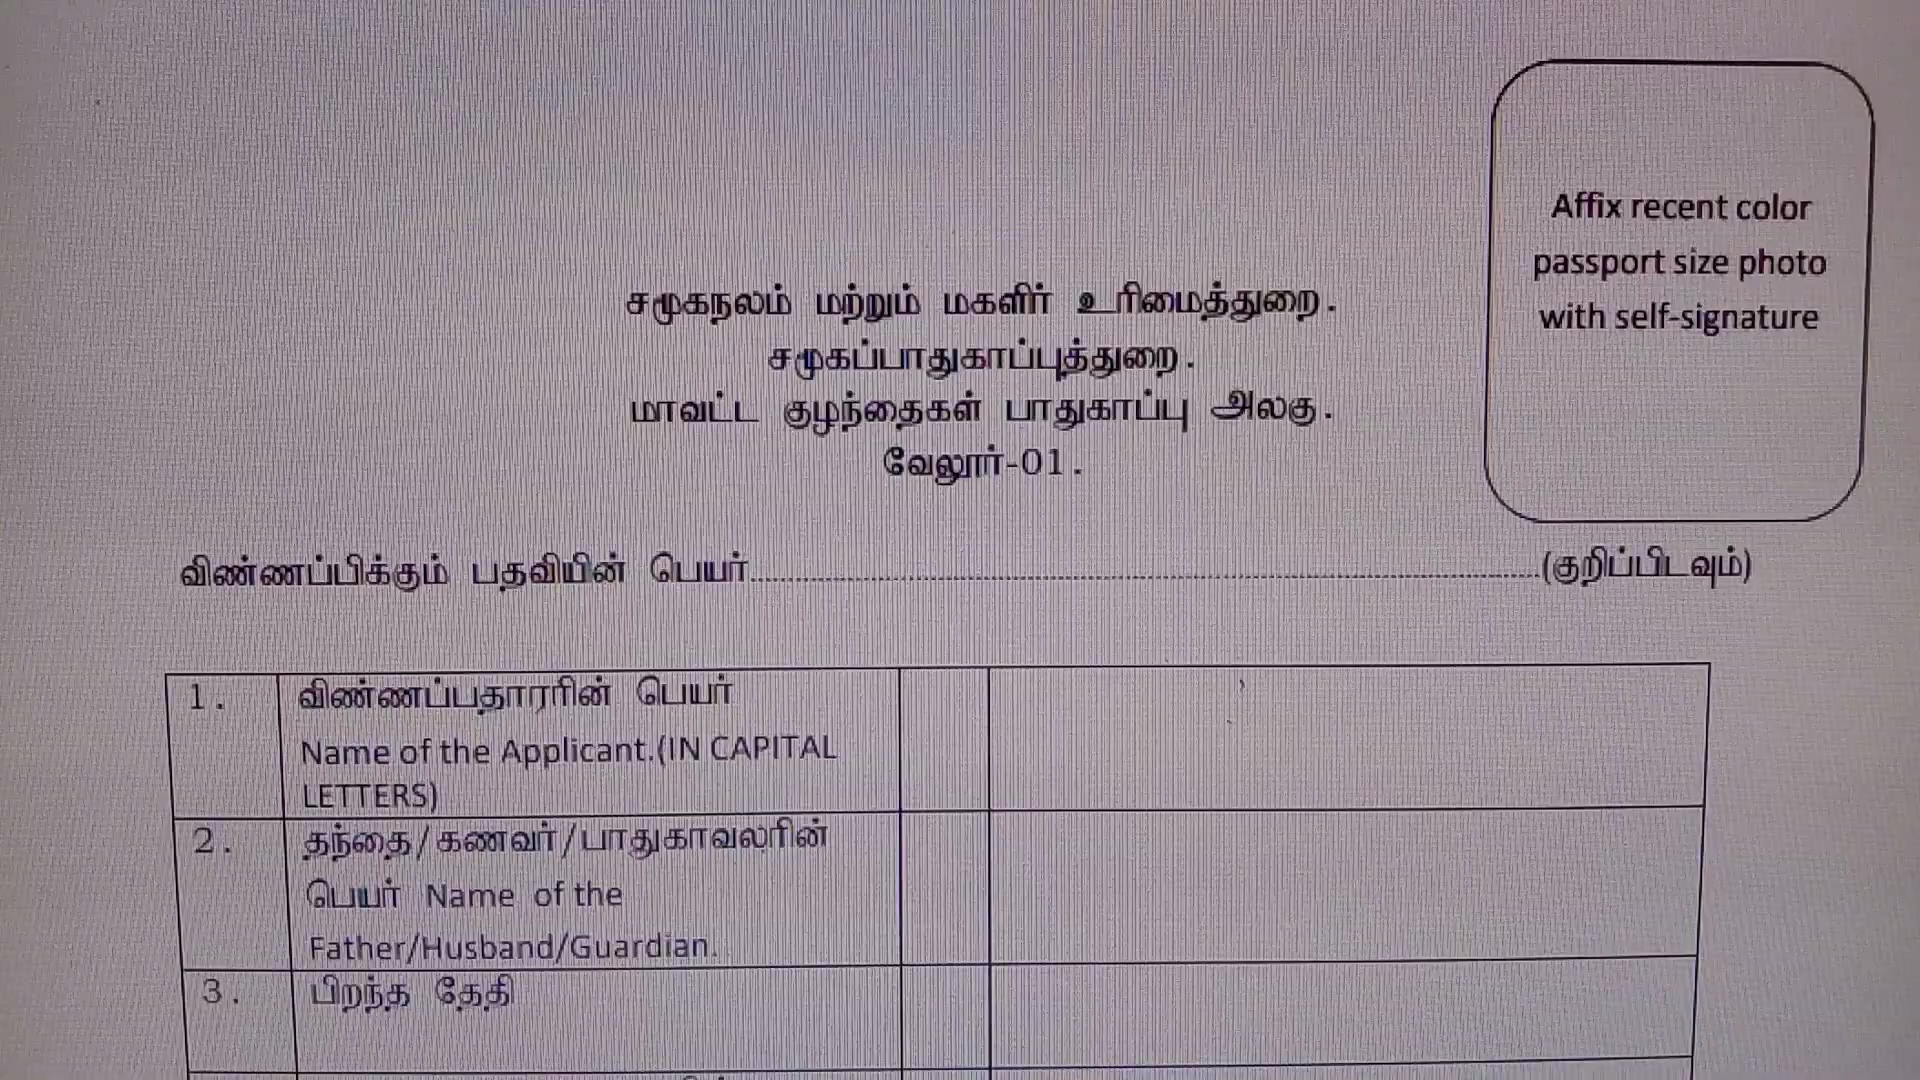 Affix recent color
passport size photo
with self-signature
சமூகநலம் மற்றும் மகளிர் உரிமைத்துறை.
சமூகப்பாதுகாப்புத்துறை.
மாவட்ட குழந்தைகள் பாதுகாப்பு அலகு.
வேலூர்-01.
விண்ணப்பிக்கும் பதவியின் பெயர்........................................................(குறிப்பிடவும்)
1. விண்ணப்பதாரரின் பெயர்
Name of the Applicant.(IN CAPITAL
LETTERS)
2. தந்தை/கணவர்/பாதுகாவலரின்
பெயர் Name of the
Father/Husband/Guardian.
3. பிறந்த தேதி